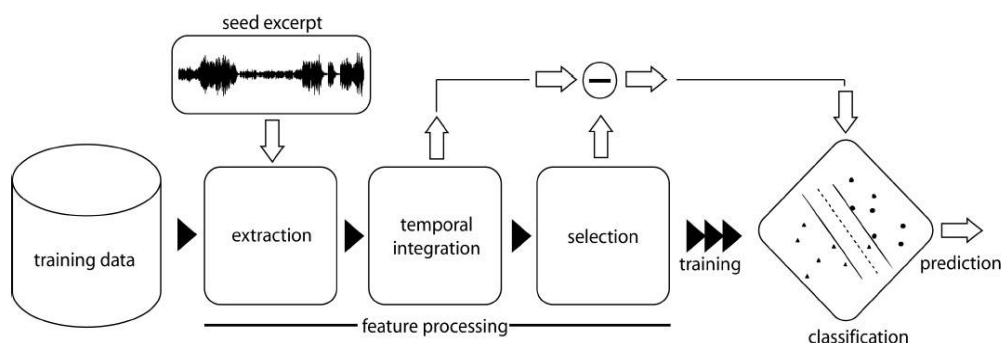 seed excerpt
training data
extraction
temporal
integration
selection
training
prediction
feature processing
classification